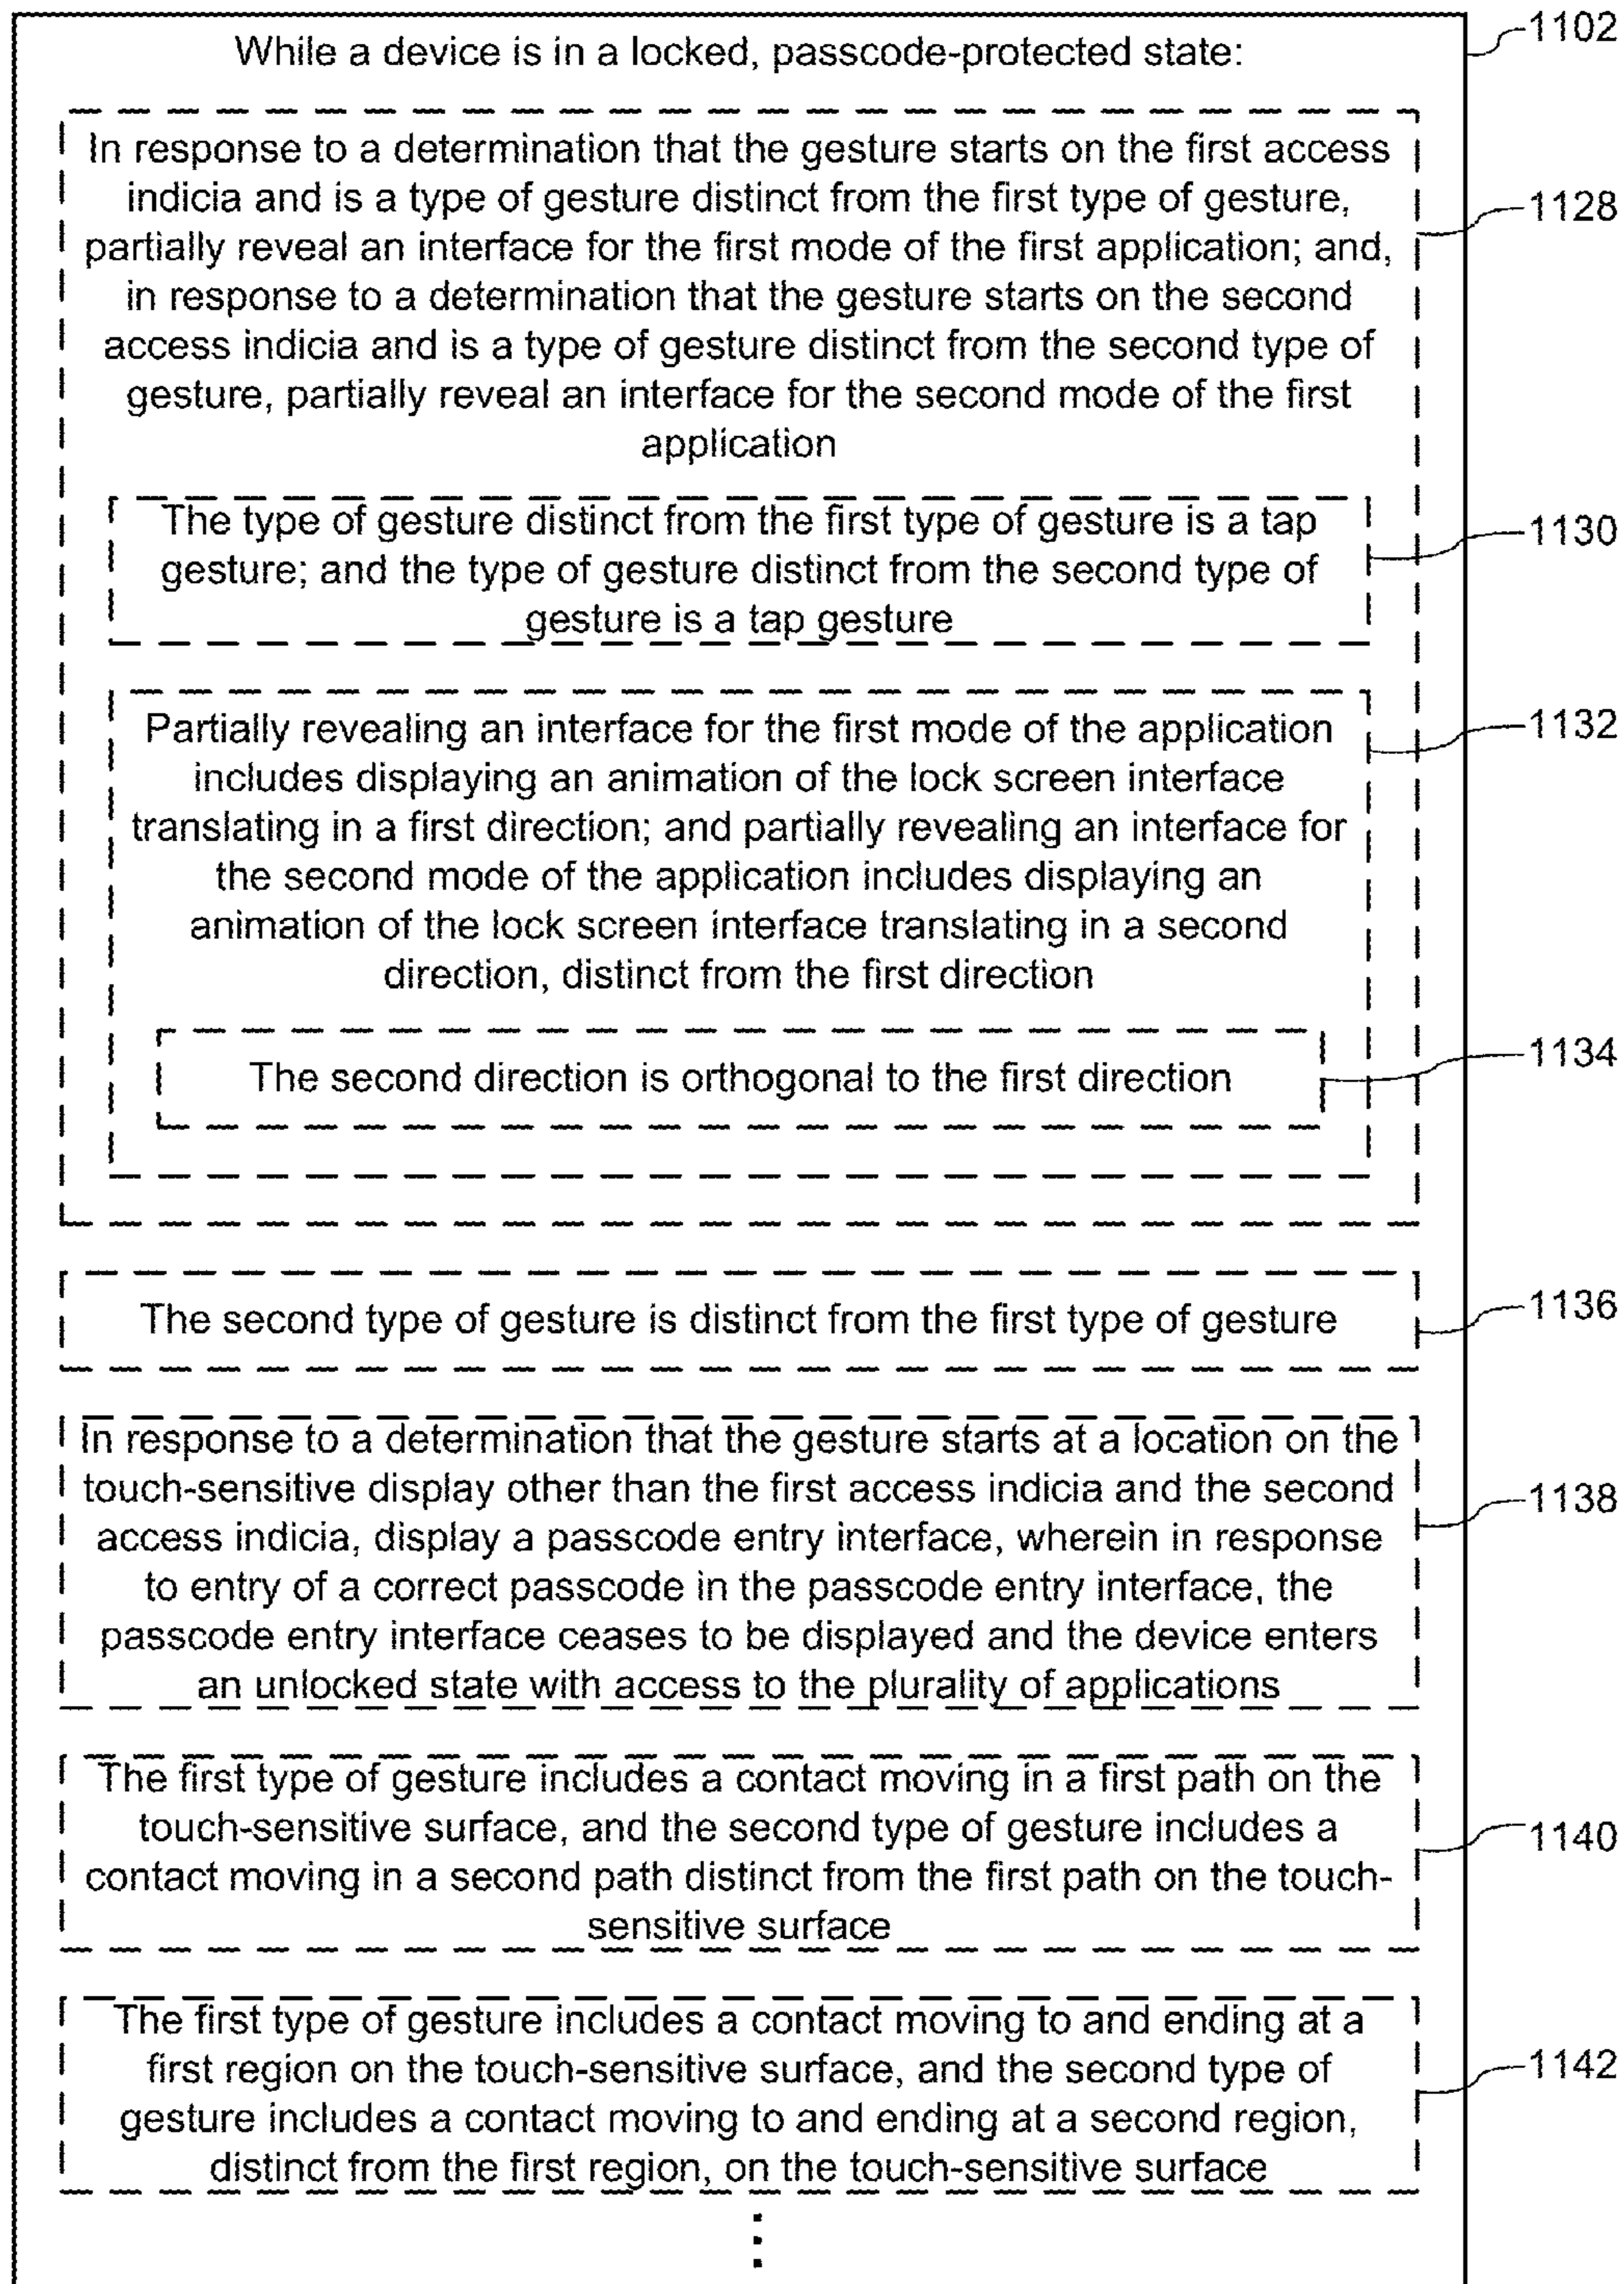 While a device is in a locked, passcode-protected state:
1102
In response to a determination that the gesture starts on the first access
indicia and is a type of gesture distinct from the first type of gesture,
partially reveal an interface for the first mode of the first application; and,
in response to a determination that the gesture starts on the second
access indicia and is a type of gesture distinct from the second type of
gesture, partially reveal an interface for the second mode of the first
application
1128
The type of gesture distinct from the first type of gesture is a tap
gesture; and the type of gesture distinct from the second type of
gesture is a tap gesture
1130
Partially revealing an interface for the first mode of the application
includes displaying an animation of the lock screen interface
translating in a first direction; and partially revealing an interface for
the second mode of the application includes displaying an
animation of the lock screen interface translating in a second
direction, distinct from the first direction
1132
The second direction is orthogonal to the first direction
1134
The second type of gesture is distinct from the first type of gesture
1136
In response to a determination that the gesture starts at a location on the
touch-sensitive display other than the first access indicia and the second
access indicia, display a passcode entry interface, wherein in response
to entry of a correct passcode in the passcode entry interface, the
passcode entry interface ceases to be displayed and the device enters
an unlocked state with access to the plurality of applications
1138
The first type of gesture includes a contact moving in a first path on the
touch-sensitive surface, and the second type of gesture includes a
contact moving in a second path distinct from the first path on the touch-
sensitive surface
1140
The first type of gesture includes a contact moving to and ending at a
first region on the touch-sensitive surface, and the second type of
gesture includes a contact moving to and ending at a second region,
distinct from the first region, on the touch-sensitive surface
1142